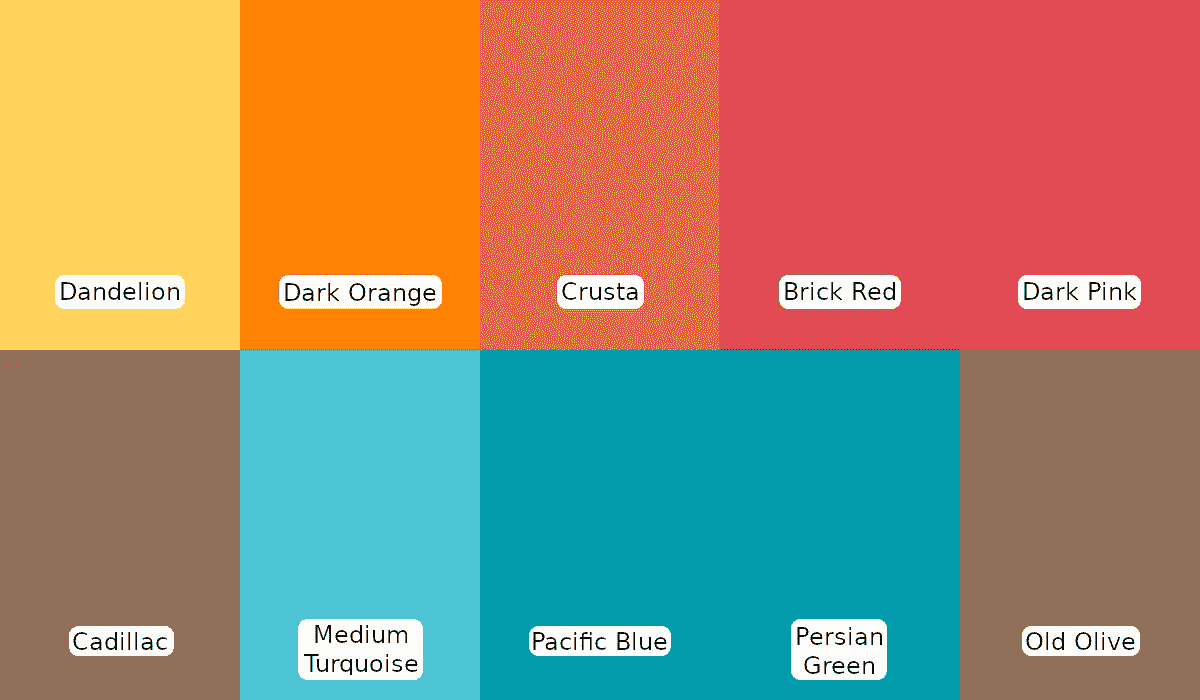 Dandelion
Dark Orange
Crusta
Brick Red
Dark Pink
Cadillac
Medium
Turquoise
Pacific Blue
Persian
Green
Old Olive